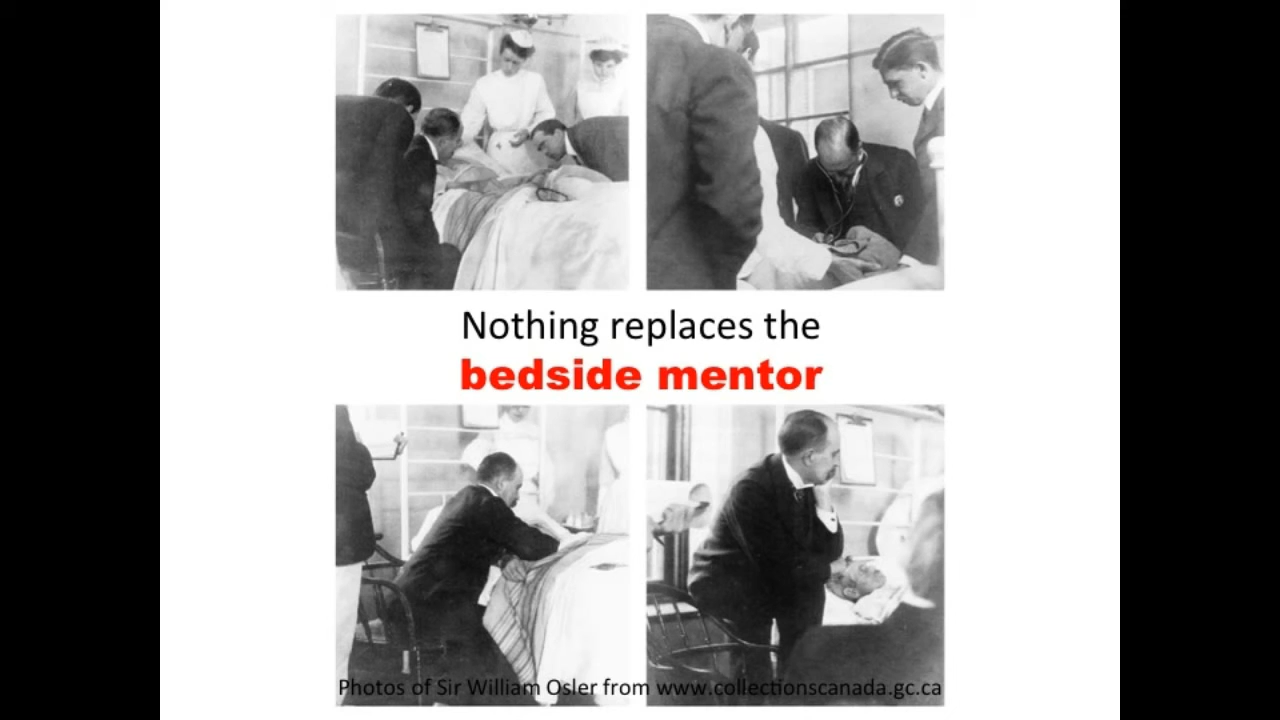 Nothing replaces the
bedside mentor
Photos of Sir William Osler from www.collectionscanada.gc.ca